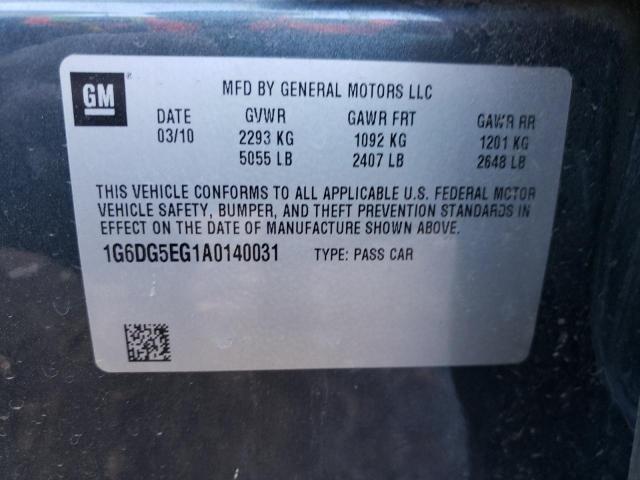 GM ®
MFD BY GENERAL MOTORS LLC
DATE GVWR GAWR FRT GAWR RR
03/10 2293 KG 1092 KG 1201 KG
5055 LB 2407 LB 2648 LB
THIS VEHICLE CONFORMS TO ALL APPLICABLE U.S. FEDERAL MOTOR
VEHICLE SAFETY, BUMPER, AND THEFT PREVENTION STANDARDS IN
EFFECT ON THE DATE OF MANUFACTURE SHOWN ABOVE.
1G6DG5EG1A0140031 TYPE: PASS CAR